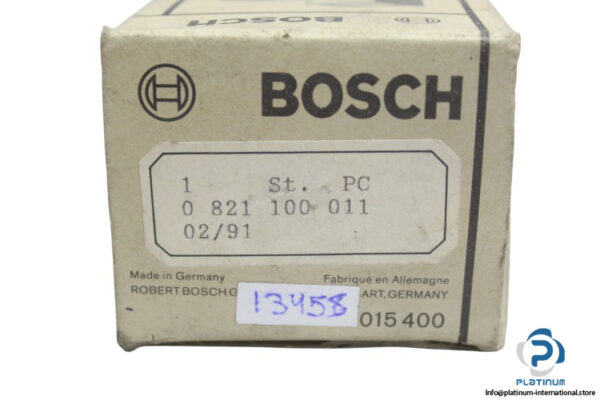 BOSCH
1 St. PC
0 821 100 011
02/91
Made in Germany Fabriqué en Allemagne
ROBERT BOSCH G ART, GERMANY
13458
015 400
PLATINUM
Info@platinum-international.store